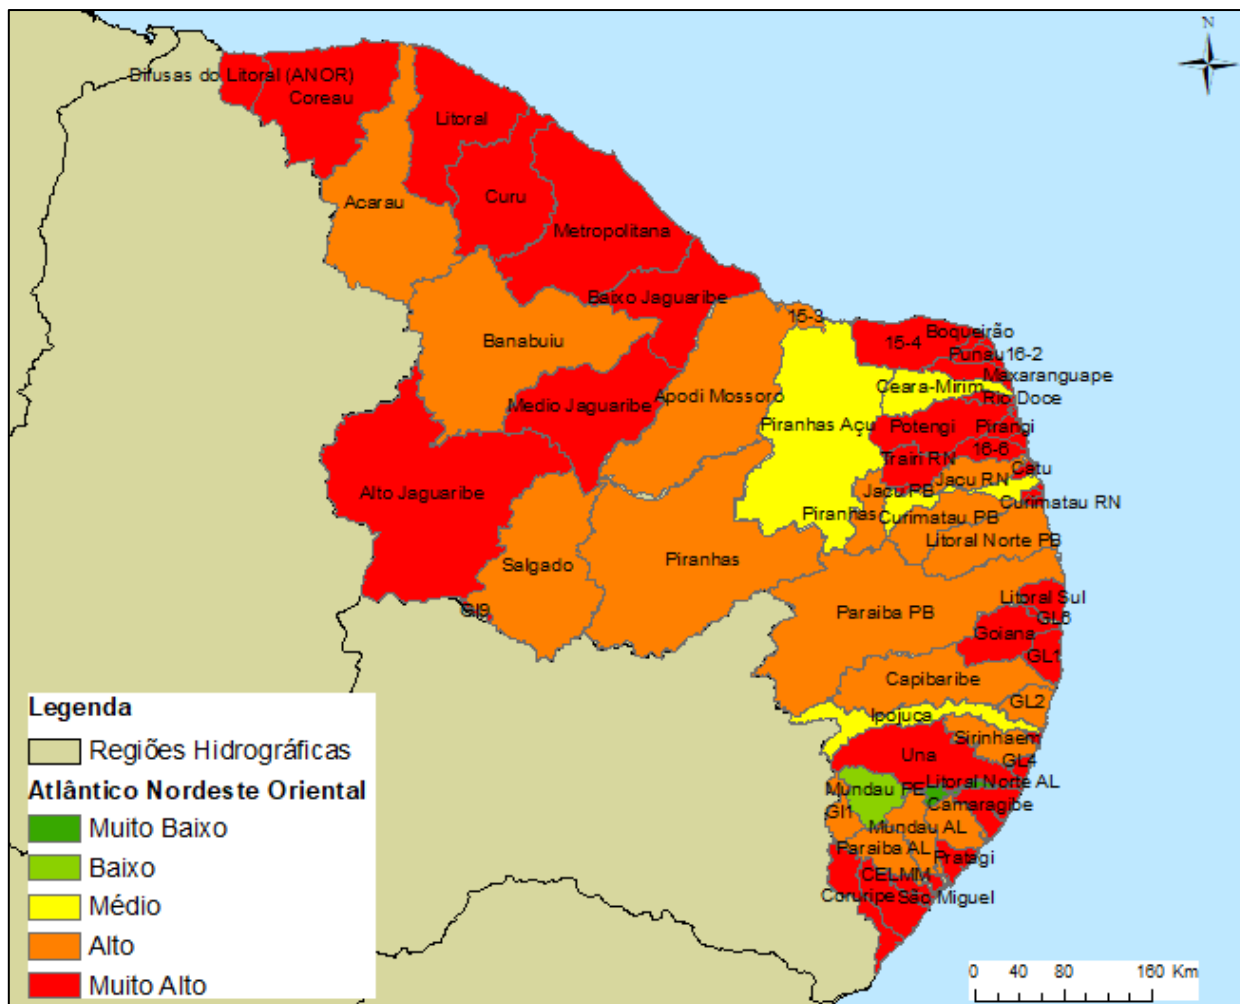 N
Difusas do Litoral (ANOR)
Coreau
Litoral
Acarau
Curu
Metropolitana
Baixo Jaguaribe
15-3
Banabuiu
15-4
Boqueirão
Punau
16-2
Maxaranguape
Ceara-Mirim
Rio Doce
Medio Jaguaribe
Apodi Mossoro
Piranhas Açu
Potengi
Pirangi
16-6
Trairi RN
Catu
Jacu RN
Jacu PB
Curimatau RN
Alto Jaguaribe
Piranhas
Curimatau PB
Litoral Norte PB
Salgado
Piranhas
GI9
Paraiba PB
Litoral Sul
GL6
Goiana
GL1
Capibaribe
GL2
Ipojuca
Sirinhaem
Una
GL4
Litoral Norte AL
Mundau PE
Camaragibe
GI1
Mundau AL
Paraiba AL
Pratagi
CELMM
Coruripe
São Miguel
Legenda
Regiões Hidrográficas
Atlântico Nordeste Oriental
Muito Baixo
Baixo
Médio
Alto
Muito Alto
0 40 80 160 Km